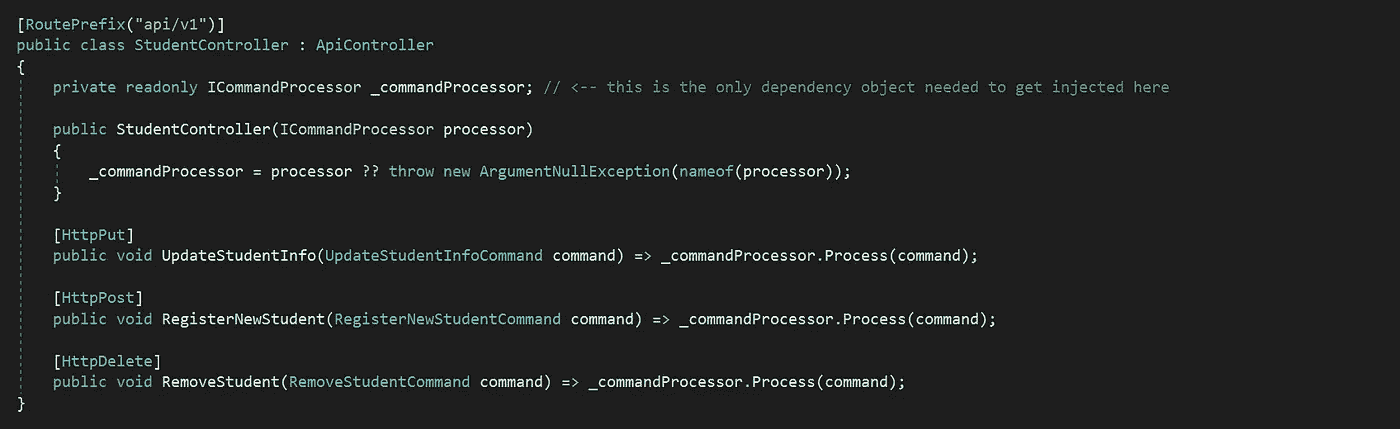 [RoutePrefix("api/v1")]
public class StudentController : ApiController
{
    private readonly ICommandProcessor _commandProcessor; // <-- this is the only dependency object needed to get injected here

    public StudentController(ICommandProcessor processor)
    {
        _commandProcessor = processor ?? throw new ArgumentNullException(nameof(processor));
    }

    [HttpPut]
    public void UpdateStudentInfo(UpdateStudentInfoCommand command) => _commandProcessor.Process(command);

    [HttpPost]
    public void RegisterNewStudent(RegisterNewStudentCommand command) => _commandProcessor.Process(command);

    [HttpDelete]
    public void RemoveStudent(RemoveStudentCommand command) => _commandProcessor.Process(command);
}